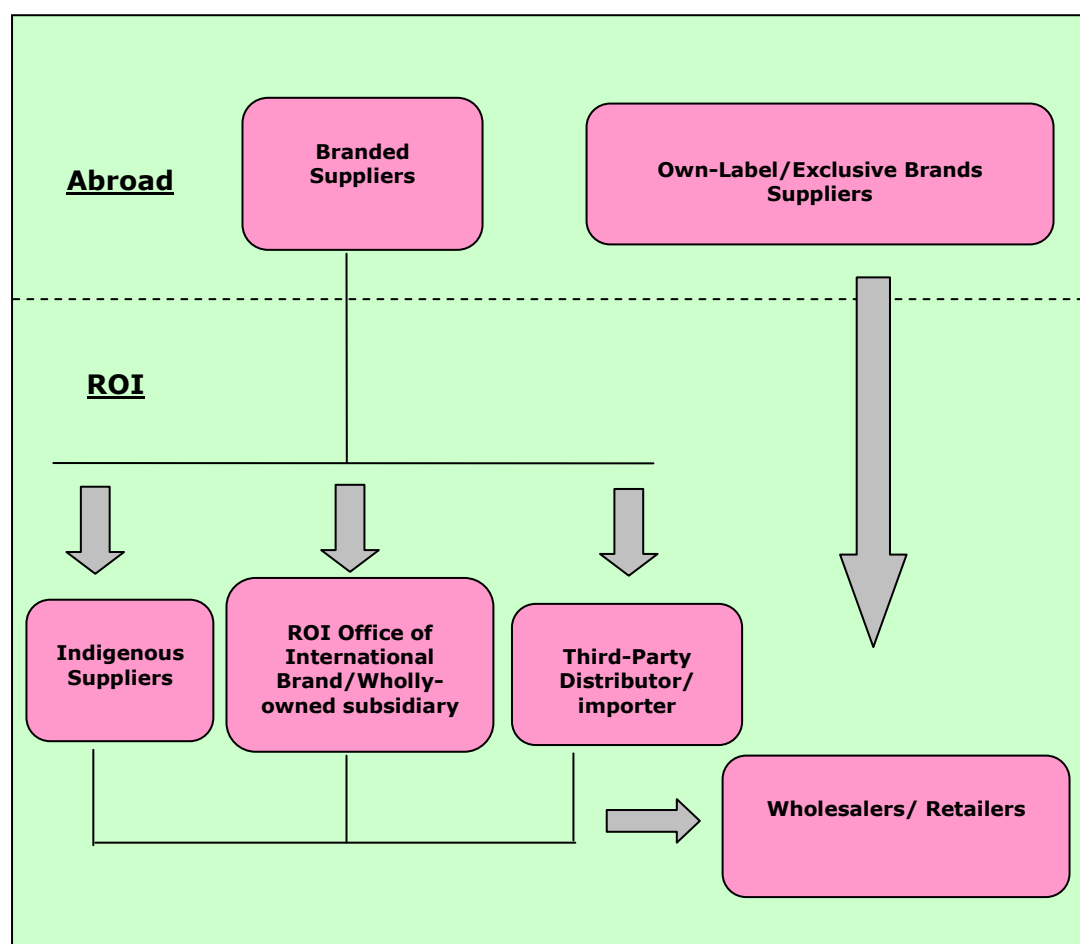 Abroad
Branded
Suppliers
Own-Label/Exclusive Brands
Suppliers
ROI
Indigenous
Suppliers
ROI Office of
International
Brand/Wholly-
owned subsidiary
Third-Party
Distributor/
importer
Wholesalers/ Retailers